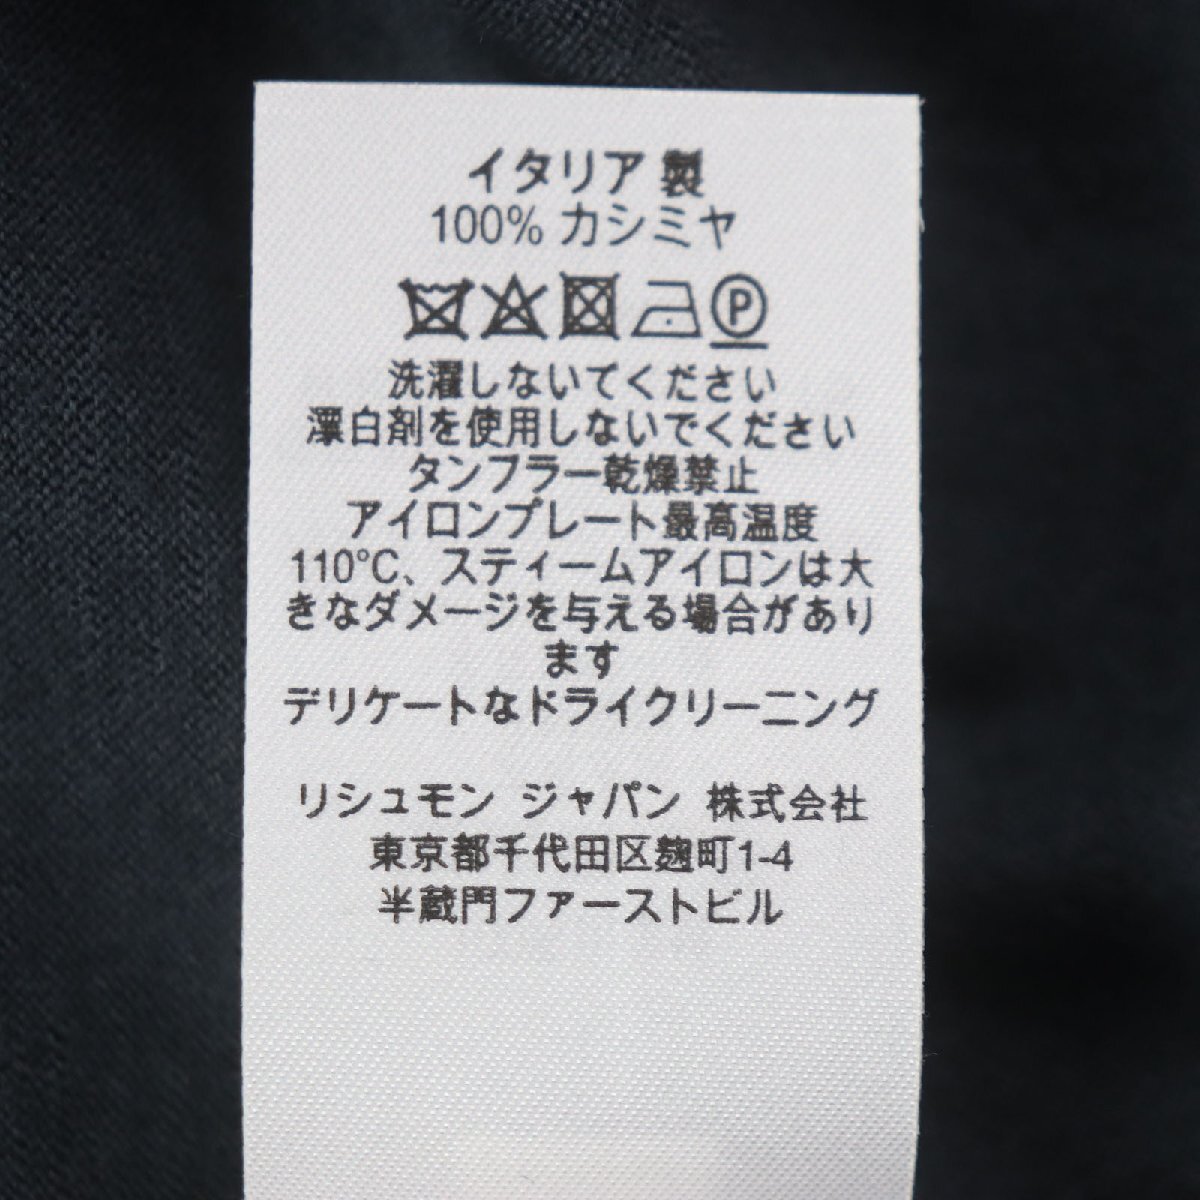 イタリア 製
100% カシミヤ
P
洗濯しないてください
漂白剤を使用しないでください
タンフラー乾燥禁止
アイロンプレート最高温度
110°C、スティームアイロンは大
きなダメージを与える場合があり
ます
デリケートなドライクリーニング
リシュモン ジャパン 株式会社
東京都千代田区麹町1-4
半蔵門ファーストビル